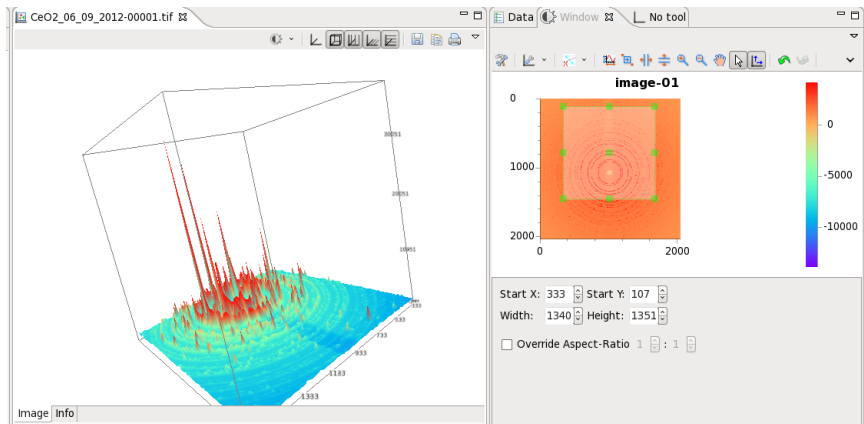 CeO2_06_09_2012-00001.tif
30051
20051
10051
333
533
733
933
1133
1333
Image Info
Data Window No tool
image-01
0
1000
2000
0 2000
0
-5000
-10000
Start X: 333 Start Y: 107
Width: 1340 Height: 1351
Override Aspect-Ratio 1 : 1